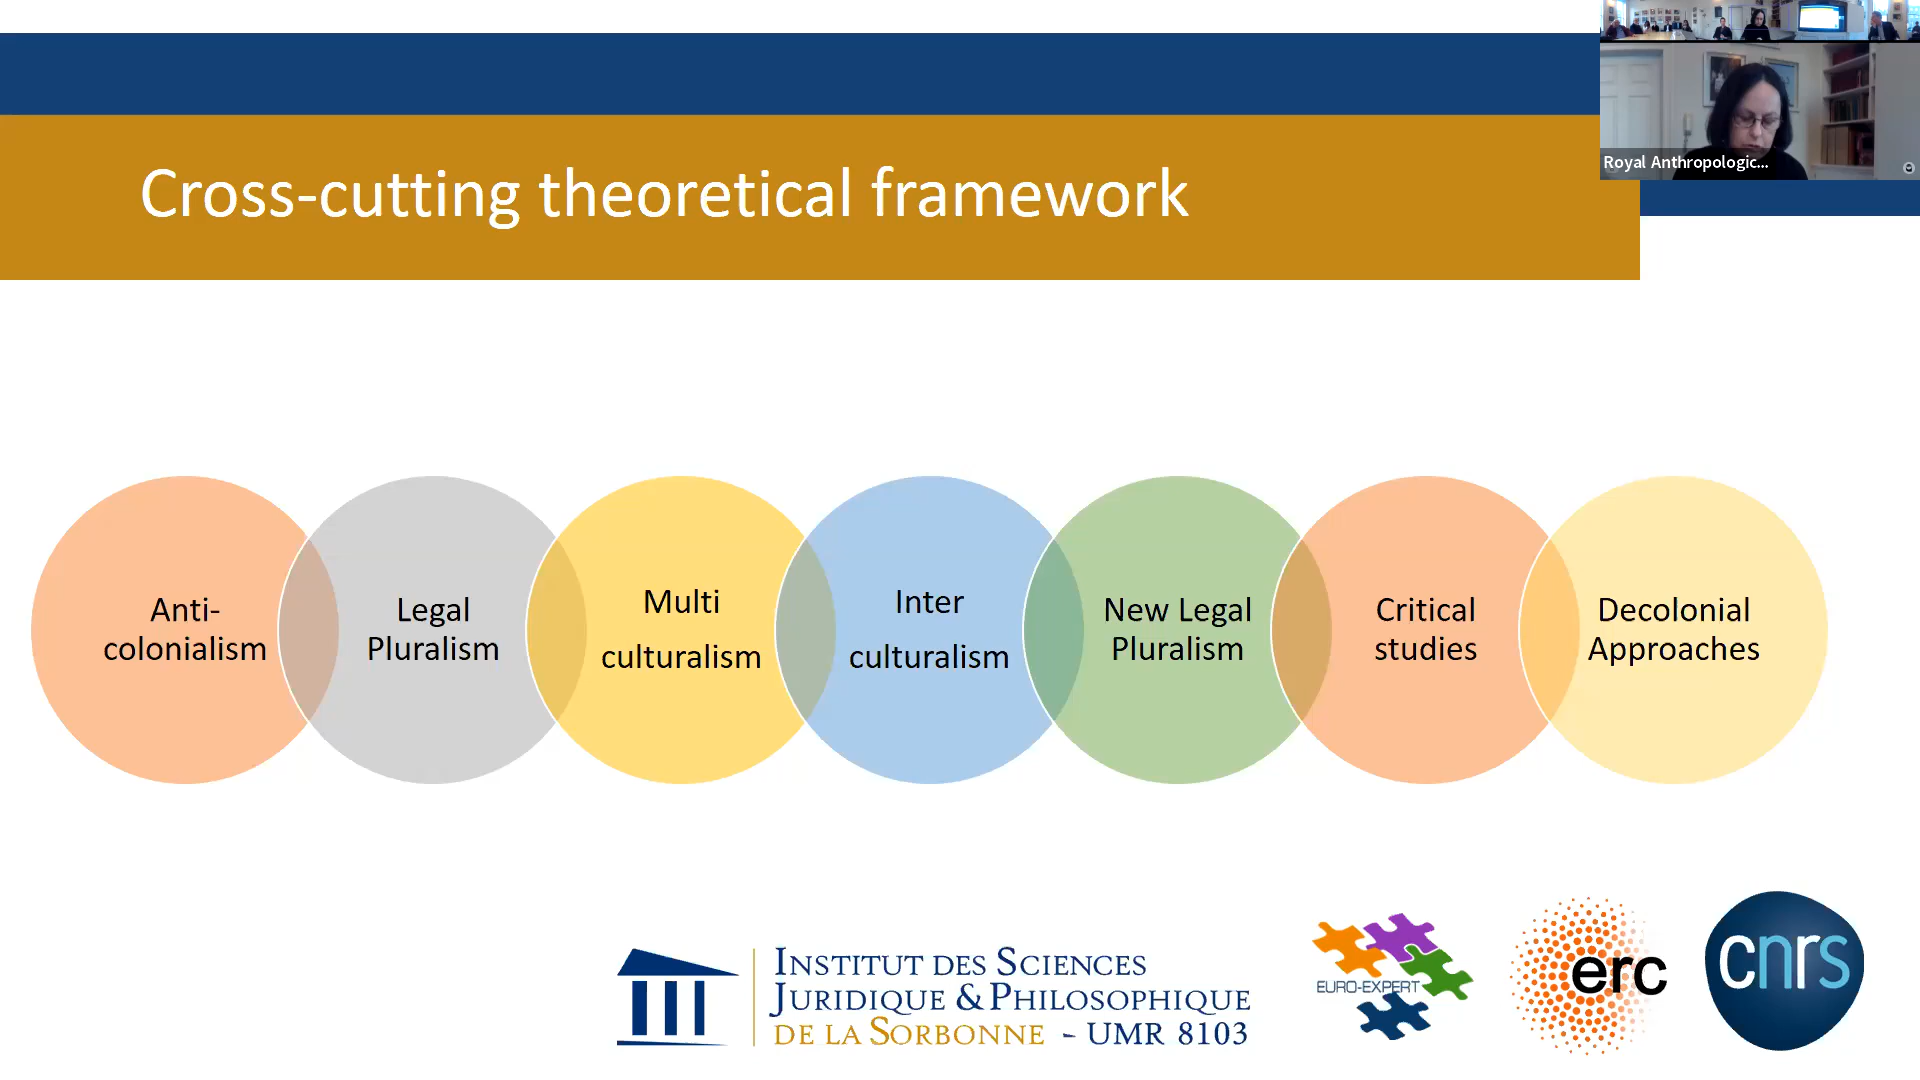 Royal Anthropologic...
Cross-cutting theoretical framework
Anti-
colonialism
Legal
Pluralism
Multi
culturalism
Inter
culturalism
New Legal
Pluralism
Critical
studies
Decolonial
Approaches
INSTITUT DES SCIENCES
JURIDIQUE & PHILOSOPHIQUE
DE LA SORBONNE - UMR 8103
EURO-EXPERT
erc
cnrs